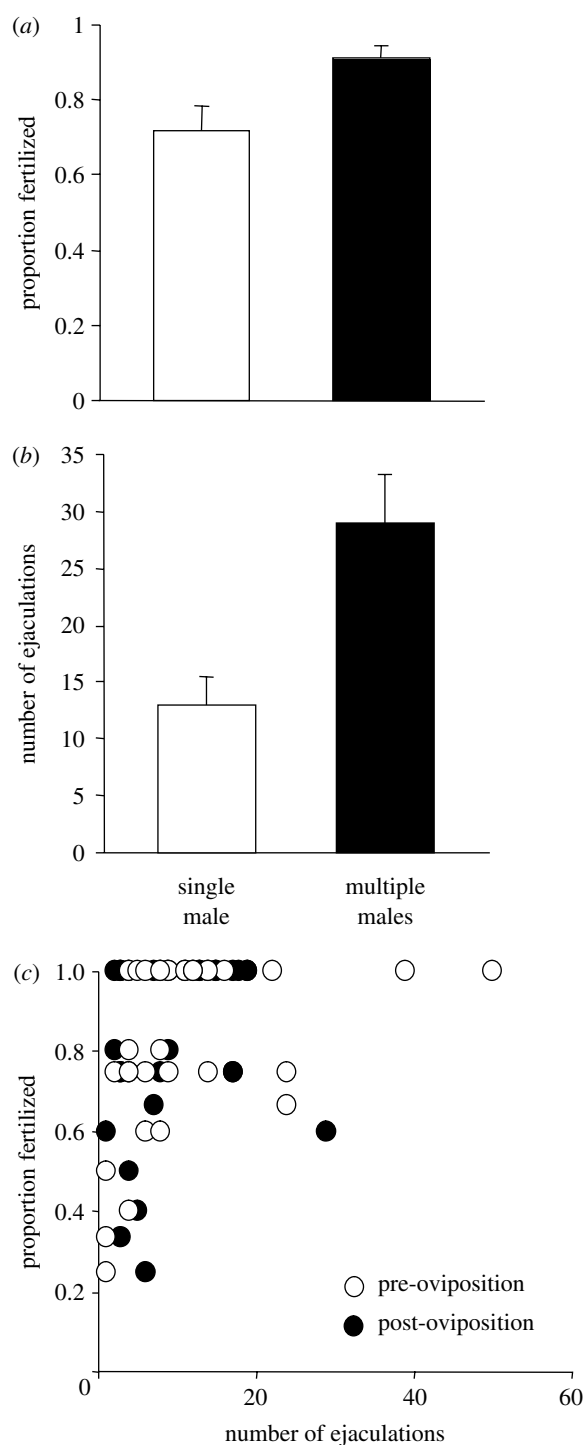 (a)
1
0.8
0.6
0.4
0.2
0
proportion fertilized
(b)
35
30
25
20
15
10
5
0
number of ejaculations
single male
multiple males
(c)
1.0
0.8
0.6
0.4
0.2
proportion fertilized
pre-oviposition
post-oviposition
0
20
40
60
number of ejaculations